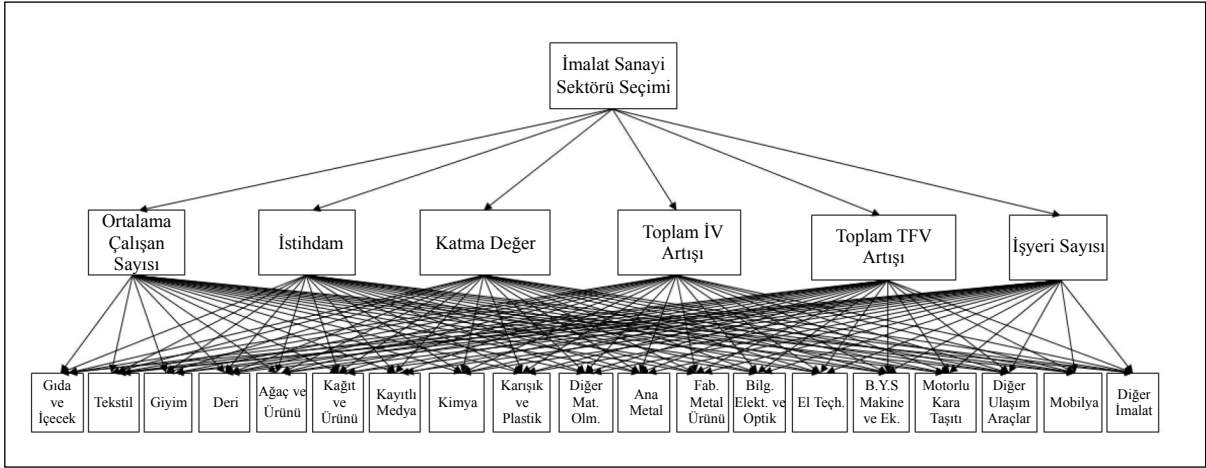 İmalat Sanayi
Sektörü Seçimi
Ortalama
Çalışan
Sayısı
İstihdam
Katma Değer
Toplam İV
Artışı
Toplam TFV
Artışı
İşyeri Sayısı
Gıda
ve
İçecek
Tekstil
Giyim
Deri
Ağaç ve
Ürünü
Kağıt ve
Ürünü
Kayıtlı
Medya
Kimya
Karışık
ve
Plastik
Diğer
Mat.
Olm.
Ana
Metal
Fab.
Metal
Ürünü
Bilg.
Elekt. ve
Optik
El Teçh.
B.Y.S
Makine
ve Ek.
Motorlu
Kara
Taşıtı
Diğer
Ulaşım
Araçlar
Mobilya
Diğer
İmalat